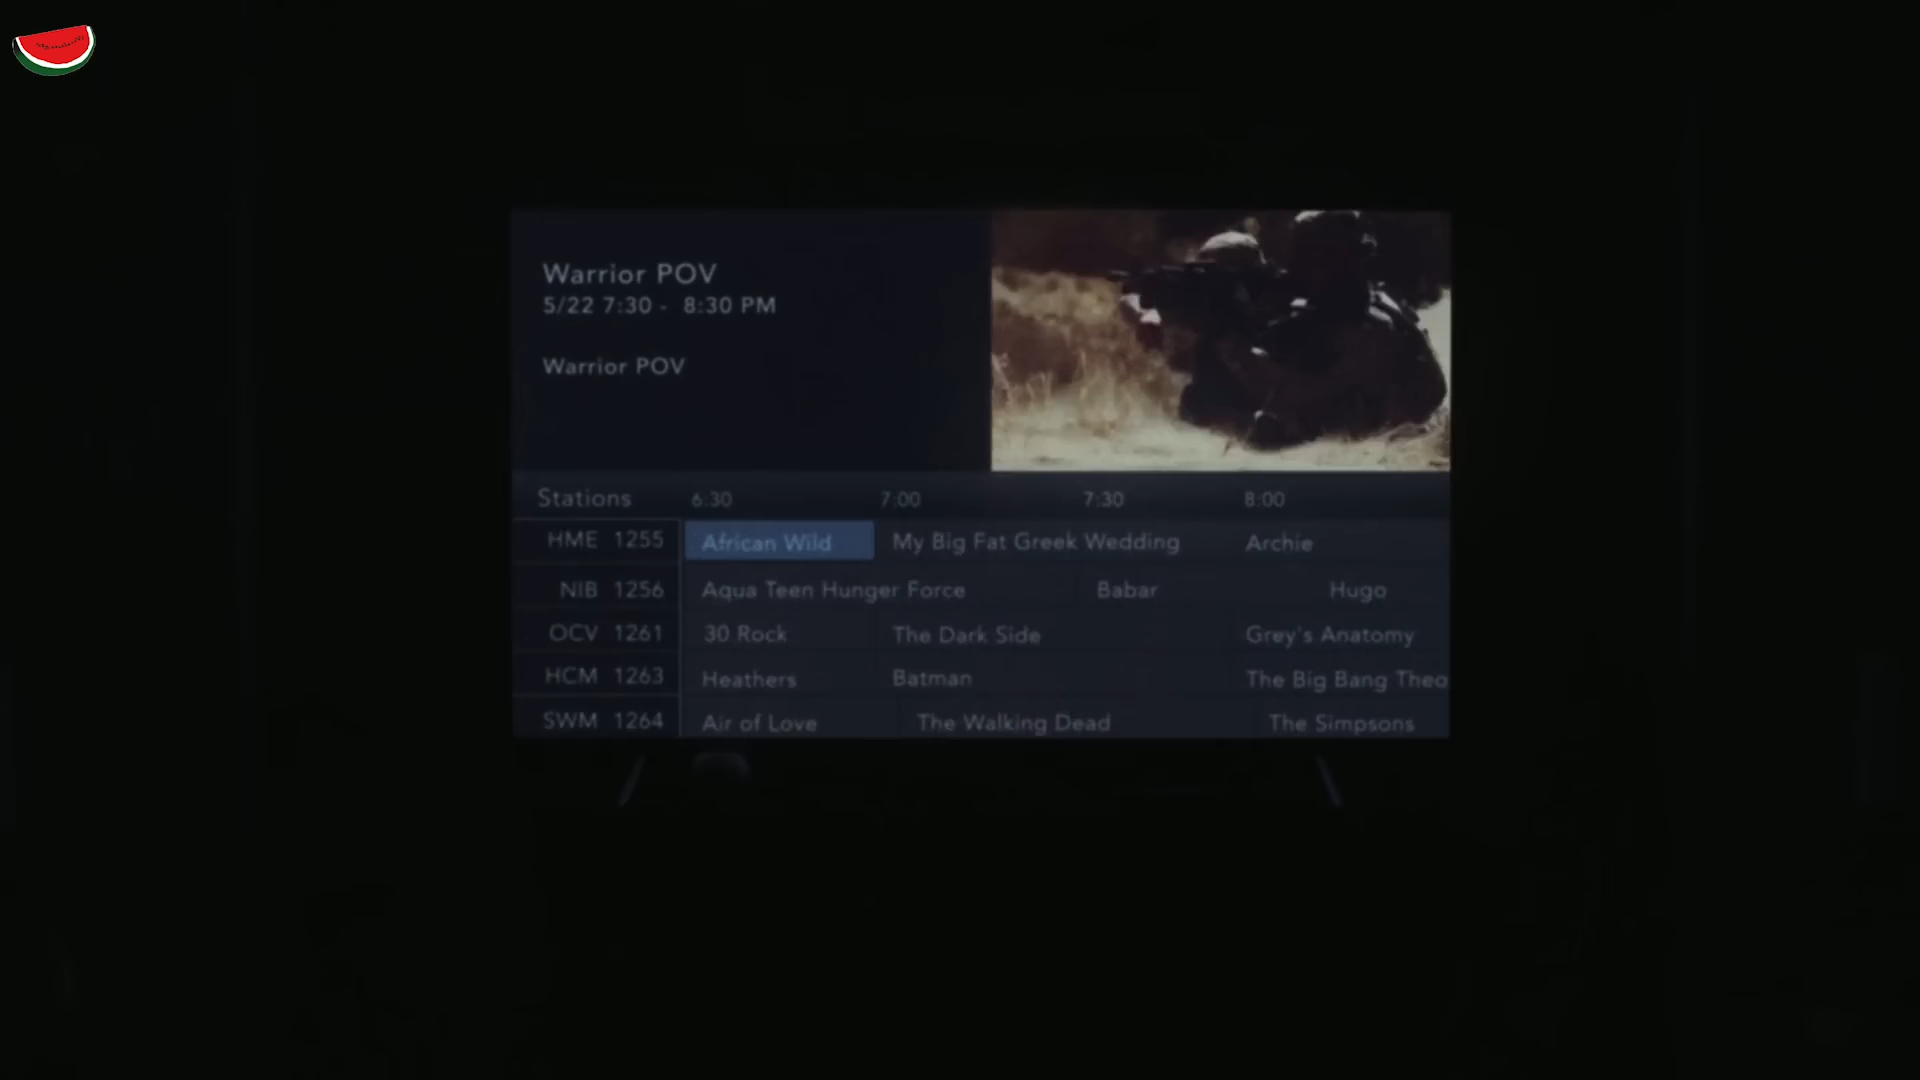 Warrior POV
5/22 7:30 - 8:30 PM
Warrior POV
Stations 6:30 7:00 7:30 8:00
HME 1255 African Wild My Big Fat Greek Wedding Archie
NIB 1256 Aqua Teen Hunger Force Babar Hugo
OCV 1261 30 Rock The Dark Side Grey's Anatomy
HCM 1263 Heathers Batman The Big Bang Theo
SWM 1264 Air of Love The Walking Dead The Simpsons